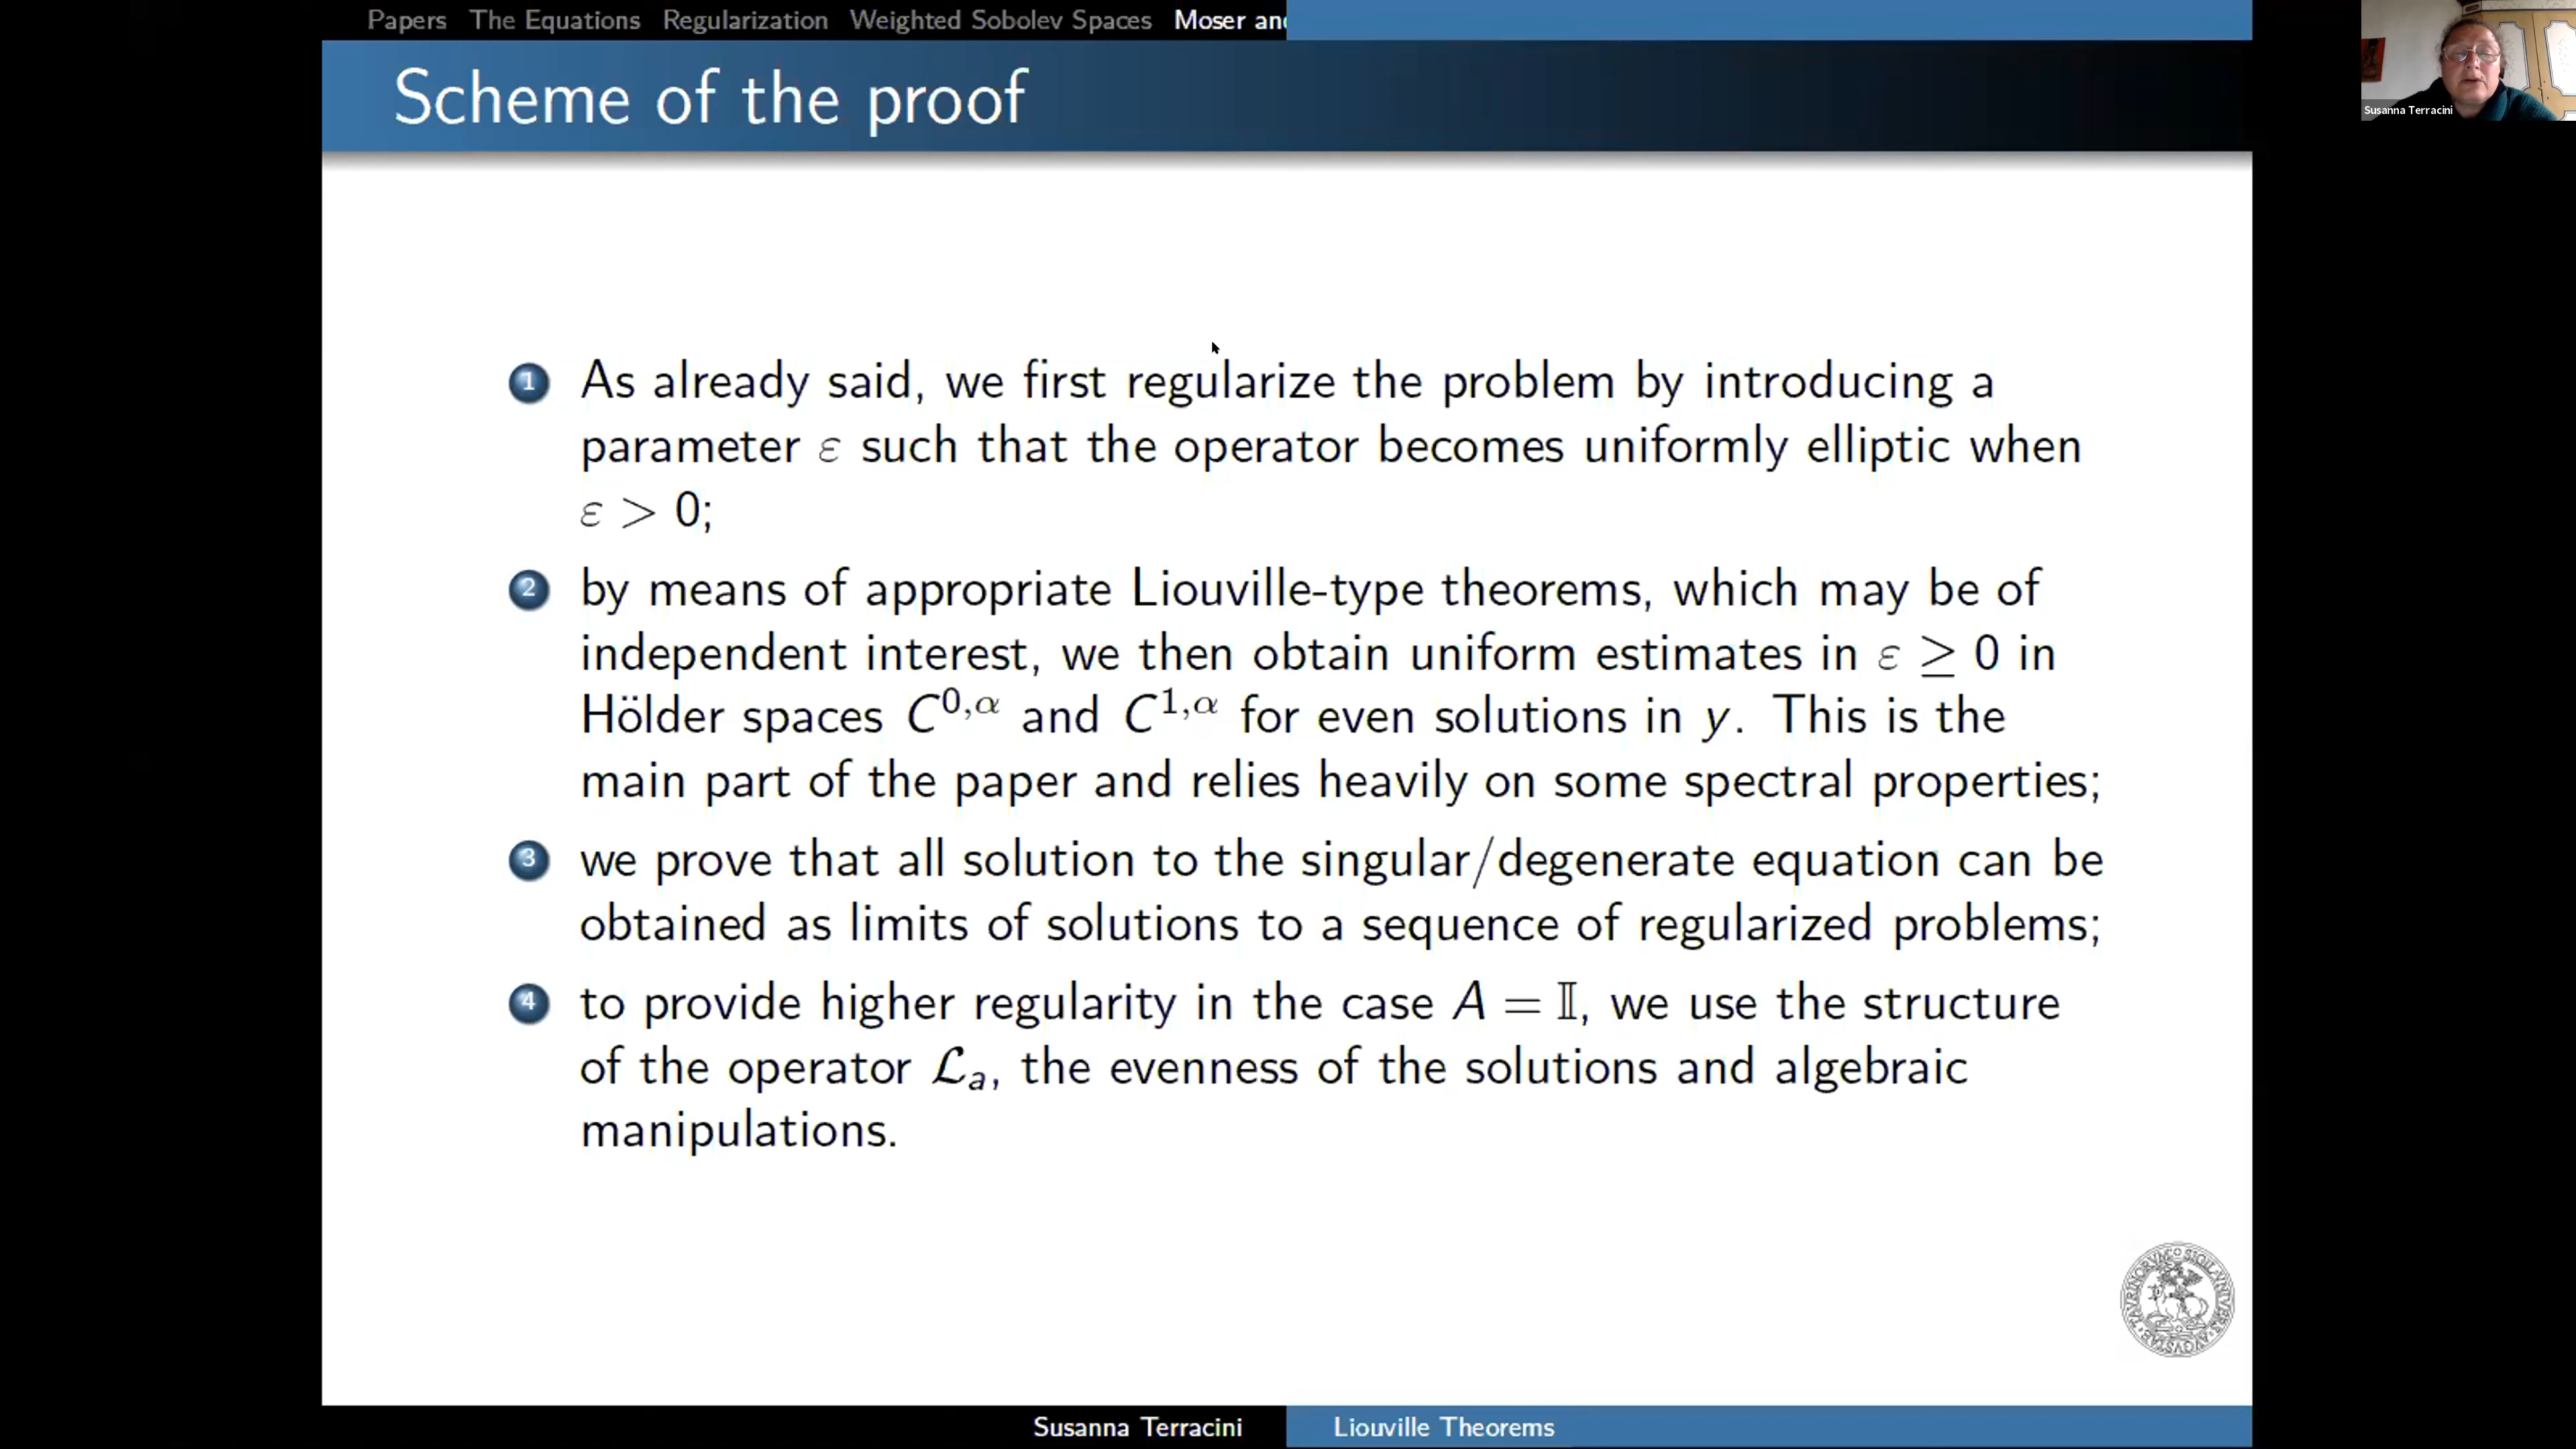 Papers The Equations Regularization Weighted Sobolev Spaces Moser and
Scheme of the proof
Susanna Terracini
1 As already said, we first regularize the problem by introducing a
parameter ε such that the operator becomes uniformly elliptic when
ε > 0;
2 by means of appropriate Liouville-type theorems, which may be of
independent interest, we then obtain uniform estimates in ε ≥ 0 in
Hölder spaces C^{0,α} and C^{1,α} for even solutions in y. This is the
main part of the paper and relies heavily on some spectral properties;
3 we prove that all solution to the singular/degenerate equation can be
obtained as limits of solutions to a sequence of regularized problems;
4 to provide higher regularity in the case A = 𝕀, we use the structure
of the operator ℒₐ, the evenness of the solutions and algebraic
manipulations.
Susanna Terracini Liouville Theorems